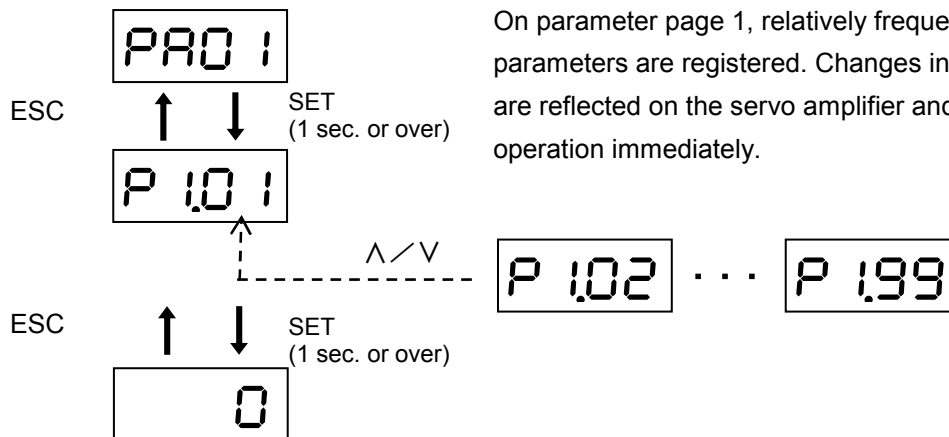 PA01
On parameter page 1, relatively
parameters are registered. Changes in
are reflected on the servo amplifier and
operation immediately.
ESC
SET
(1 sec. or over)
P 1.01
∧/∨
P 1.02 · · · P 1.99
ESC
SET
(1 sec. or over)
0